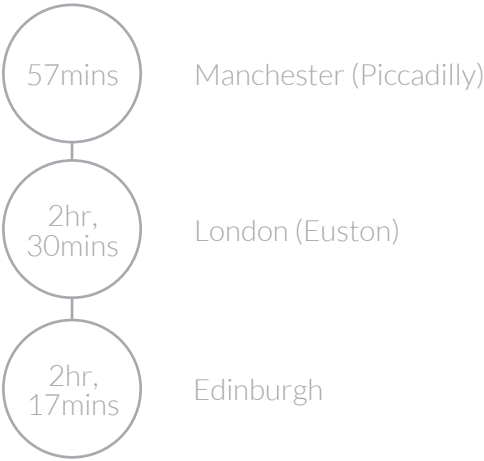 57mins
Manchester (Piccadilly)
2hr,
30mins
London (Euston)
2hr,
17mins
Edinburgh